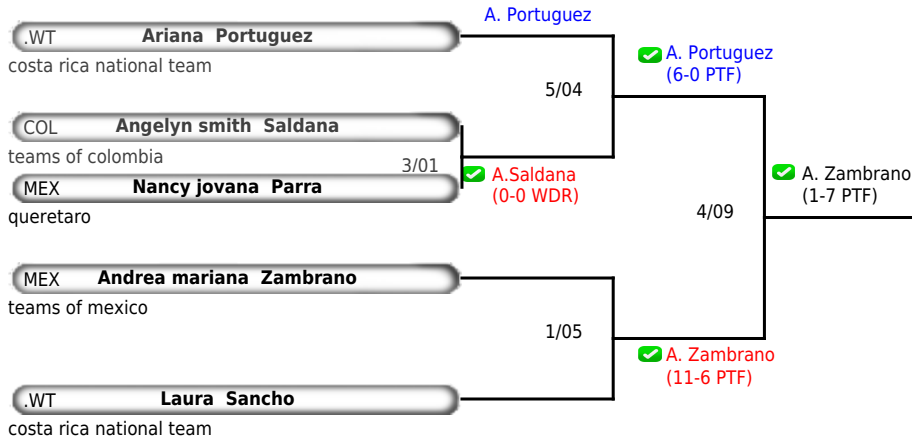 A. Portuguez
.WT Ariana Portuguez
costa rica national team
5/04
A. Portuguez
(6-0 PTF)
COL Angelyn smith Saldana
teams of colombia
3/01
A.Saldana
(0-0 WDR)
MEX Nancy jovana Parra
queretaro
4/09
A. Zambrano
(1-7 PTF)
MEX Andrea mariana Zambrano
teams of mexico
1/05
A. Zambrano
(11-6 PTF)
.WT Laura Sancho
costa rica national team